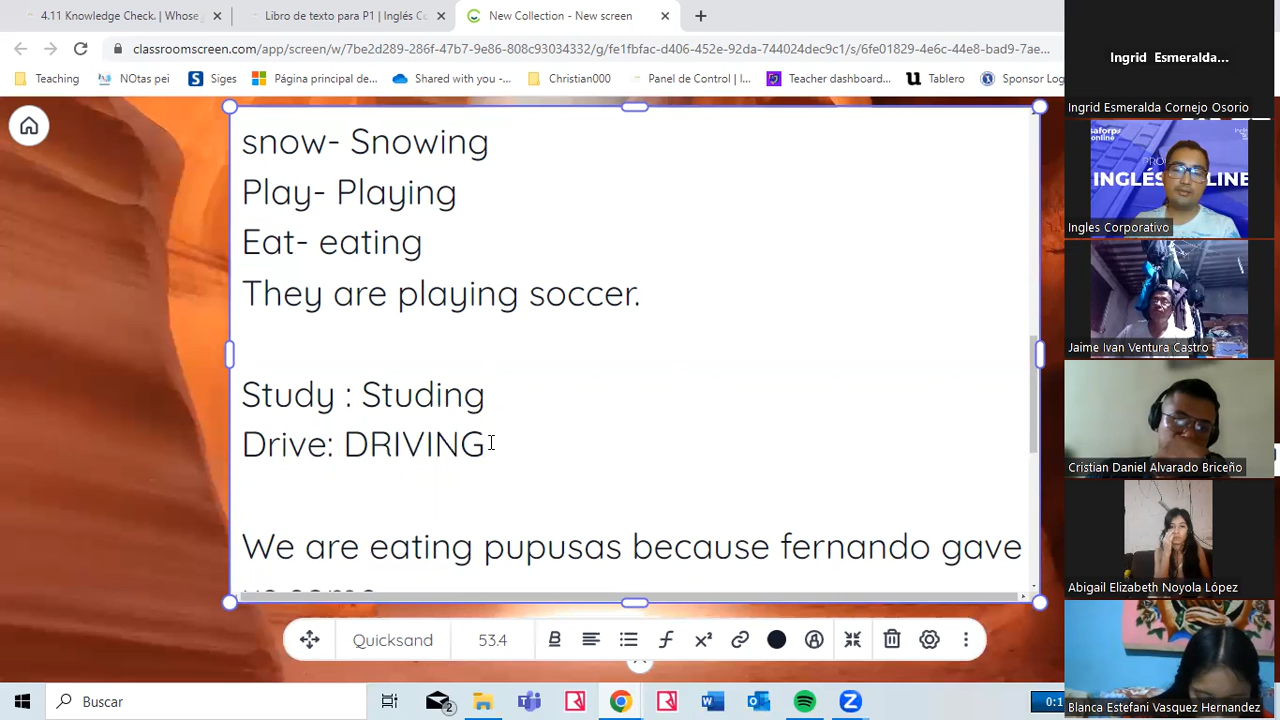 4.11 Knowledge Check. | Whose
Libro de texto para P1 | Inglés Co
New Collection - New screen
classroomscreen.com/app/screen/w/7be2d289-286f-47b7-9e86-808c93034332/g/fe1fbfac-d406-452e-92da-744024dec9c1/s/6fe01829-4e6c-44e8-bad9-7ae...
Teaching
NOtas pei
Siges
Página principal de...
Shared with you -...
Christian000
Panel de Control | I...
Teacher dashboard...
Tablero
Sponsor Log
snow- Snowing
Play- Playing
Eat- eating
They are playing soccer.
Study : Studing
Drive: DRIVING
We are eating pupusas because fernando gave
Quicksand
53.4
Buscar
2
0:1
Ingrid Esmeralda...
Ingrid Esmeralda Cornejo Osorio
INGLÉS
LINE
Ingles Corporativo
Jaime Ivan Ventura Castro
Cristian Daniel Alvarado Briceño
Abigail Elizabeth Noyola López
Blanca Estefani Vasquez Hernandez